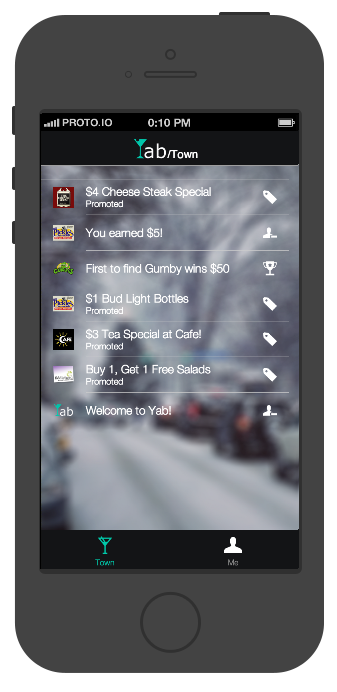 PROTO.IO 0:10 PM
Yab/Town
$4 Cheese Steak Special
Promoted
You earned $5!
First to find Gumby wins $50
$1 Bud Light Bottles
Promoted
CAFE
$3 Tea Special at Cafe!
Promoted
Buy 1, Get 1 Free Salads
Promoted
Yab
Welcome to Yab!
Town
Me